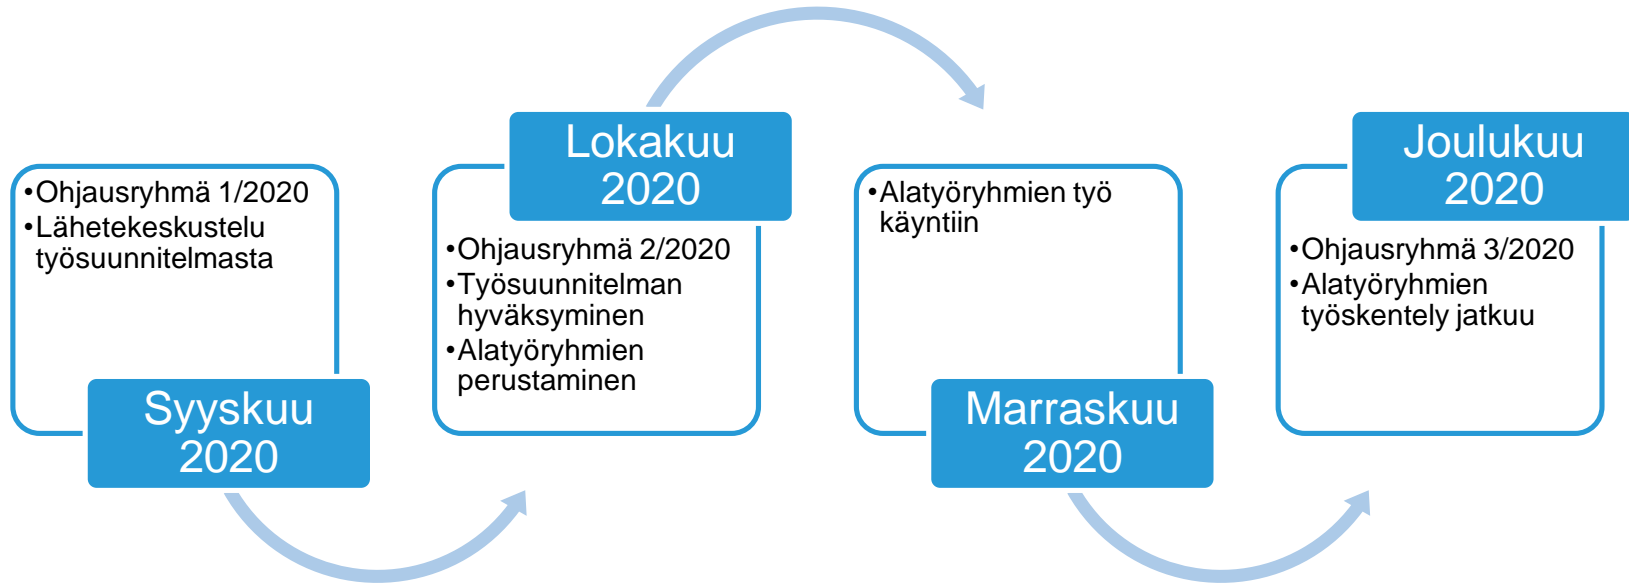 •Ohjausryhmä 1/2020
•Lähetekeskustelu
työsuunnitelmasta
Syyskuu
2020
Lokakuu
2020
•Ohjausryhmä 2/2020
•Työsuunnitelman
hyväksyminen
•Alatyöryhmien
perustaminen
•Alatyöryhmien työ
käyntiin
Marraskuu
2020
Joulukuu
2020
•Ohjausryhmä 3/2020
•Alatyöryhmien
työskentely jatkuu